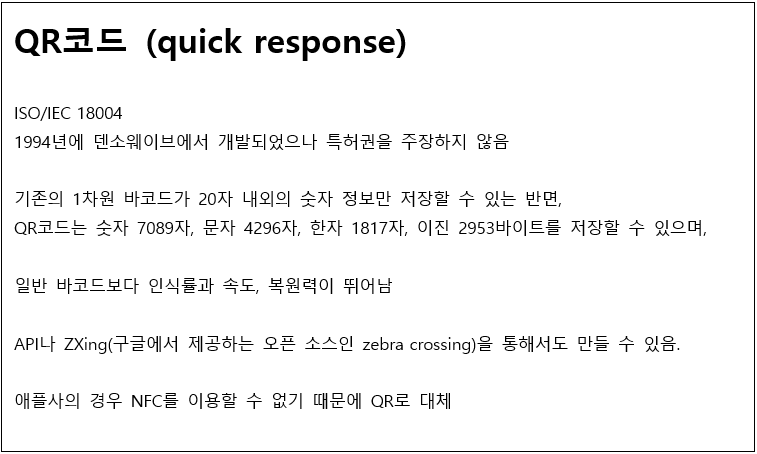 QR코드 (quick response)
ISO/IEC 18004
1994년에 덴소웨이브에서 개발되었으나 특허권을 주장하지 않음
기존의 1차원 바코드가 20자 내외의 숫자 정보만 저장할 수 있는 반면,
QR코드는 숫자 7089자, 문자 4296자, 한자 1817자, 이진 2953바이트를 저장할 수 있으며,
일반 바코드보다 인식률과 속도, 복원력이 뛰어남
API나 ZXing(구글에서 제공하는 오픈 소스인 zebra crossing)을 통해서도 만들 수 있음.
애플사의 경우 NFC를 이용할 수 없기 때문에 QR로 대체